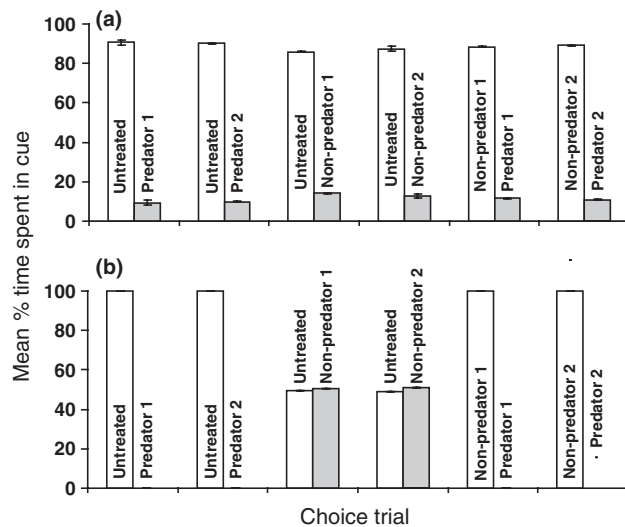 (a)
100
80
60
40
20
0
Untreated
Predator 1
Untreated
Predator 2
Untreated
Non-predator 1
Untreated
Non-predator 2
Non-predator 1
Predator 1
Non-predator 2
Predator 2
Mean % time spent in cue
(b)
100
80
60
40
20
0
Untreated
Predator 1
Untreated
Predator 2
Untreated
Non-predator 1
Untreated
Non-predator 2
Non-predator 1
Predator 1
Non-predator 2
Predator 2
Choice trial